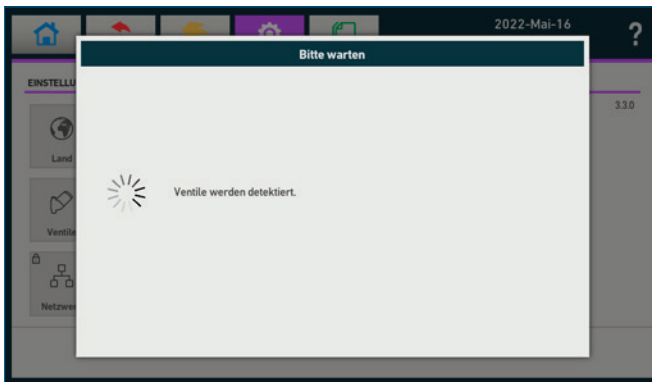 2022-Mai-16
?
Bitte warten
EINSTELLU
3.3.0
Land
Ventile werden detektiert.
Ventile
Netzwer